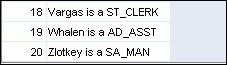 18 Vargas is a ST_CLERK
19 Whalen is a AD_ASST
20 Zlotkey is a SA_MAN